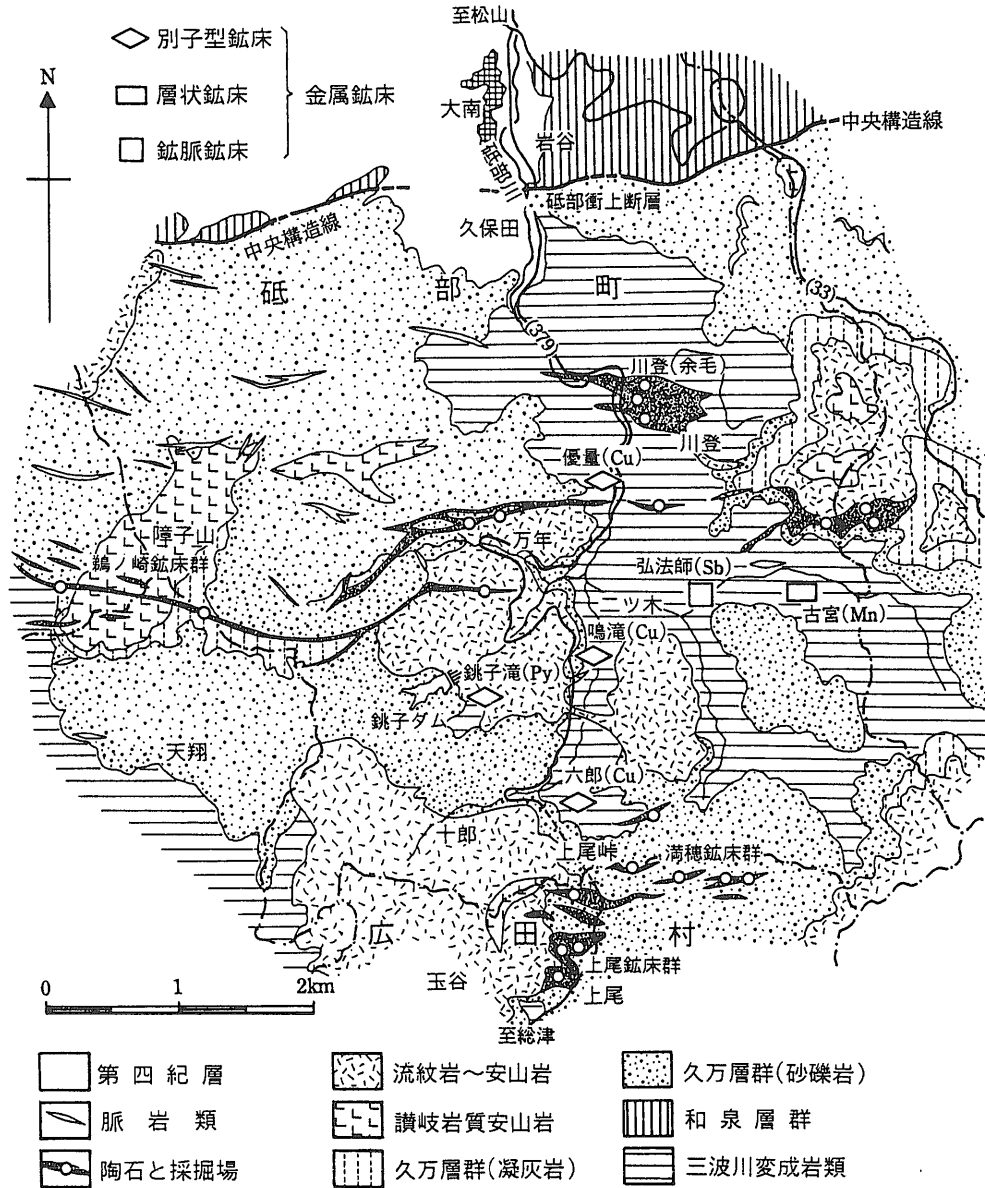 至松山
別子型鉱床
層状鉱床
鉱脈鉱床
金属鉱床
N
大南
岩谷
中央構造線
砥部川
砥部衝上断層
久保田
中央構造線
砥部町
(33)
(379)
川登(余毛)
川登
優量(Cu)
障子山
鵜ノ崎鉱床群
万年
弘法師(Sb)
二ツ木
古宮(Mn)
鳴滝(Cu)
銚子滝(Py)
銚子ダム
天翔
六郎(Cu)
十郎
上尾峠
満穂鉱床群
広田村
上尾鉱床群
玉谷
上尾
至総津
0 1 2km
第四紀層
流紋岩～安山岩
久万層群(砂礫岩)
脈岩類
讃岐岩質安山岩
和泉層群
陶石と採掘場
久万層群(凝灰岩)
三波川変成岩類